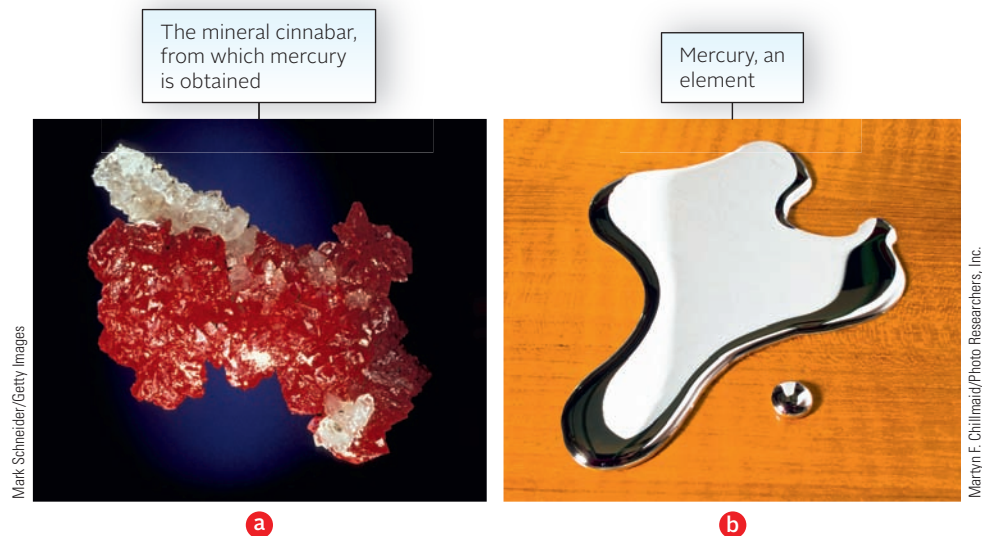 The mineral cinnabar,
from which mercury
is obtained
Mercury, an
element
Mark Schneider/Getty Images
Martyn F. Chillmaid/Photo Researchers, Inc.
a
b